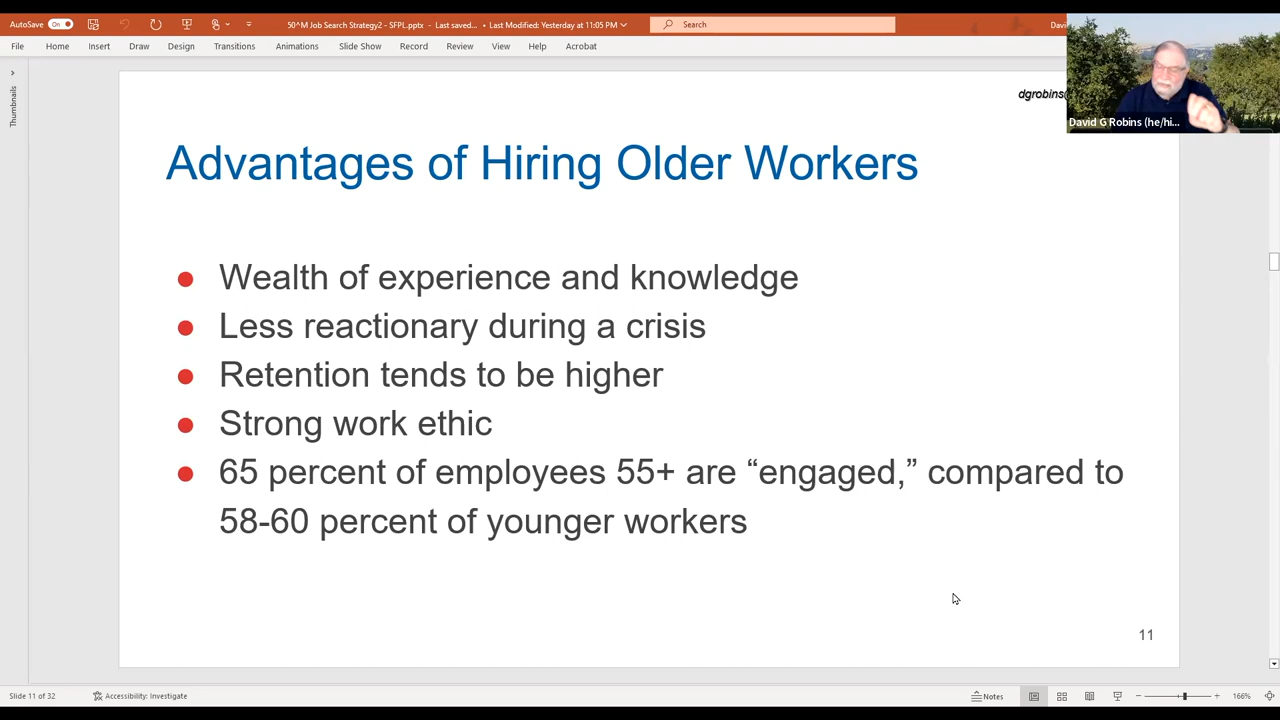 AutoSave On 50^M Job Search Strategy2 - SFPL.pptx - Last saved... • Last Modified: Yesterday at 11:05 PM Search
File Home Insert Draw Design Transitions Animations Slide Show Record Review View Help Acrobat
David G Robins (he/hi...
Thumbnails
Advantages of Hiring Older Workers
● Wealth of experience and knowledge
● Less reactionary during a crisis
● Retention tends to be higher
● Strong work ethic
● 65 percent of employees 55+ are “engaged,” compared to
58-60 percent of younger workers
11
Slide 11 of 32 Accessibility: Investigate Notes 166%